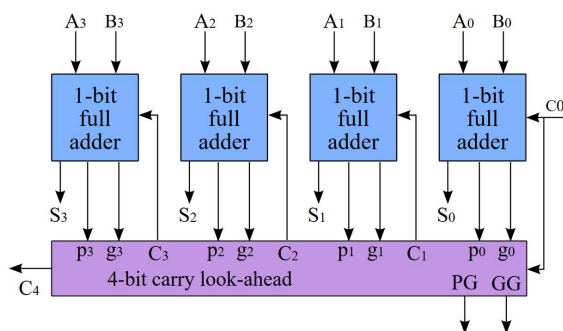 A3 B3 A2 B2 A1 B1 A0 B0
1-bit full adder
1-bit full adder
1-bit full adder
1-bit full adder
C0
S3 S2 S1 S0
p3 g3 C3 p2 g2 C2 p1 g1 C1 p0 g0
C4
4-bit carry look-ahead
PG GG